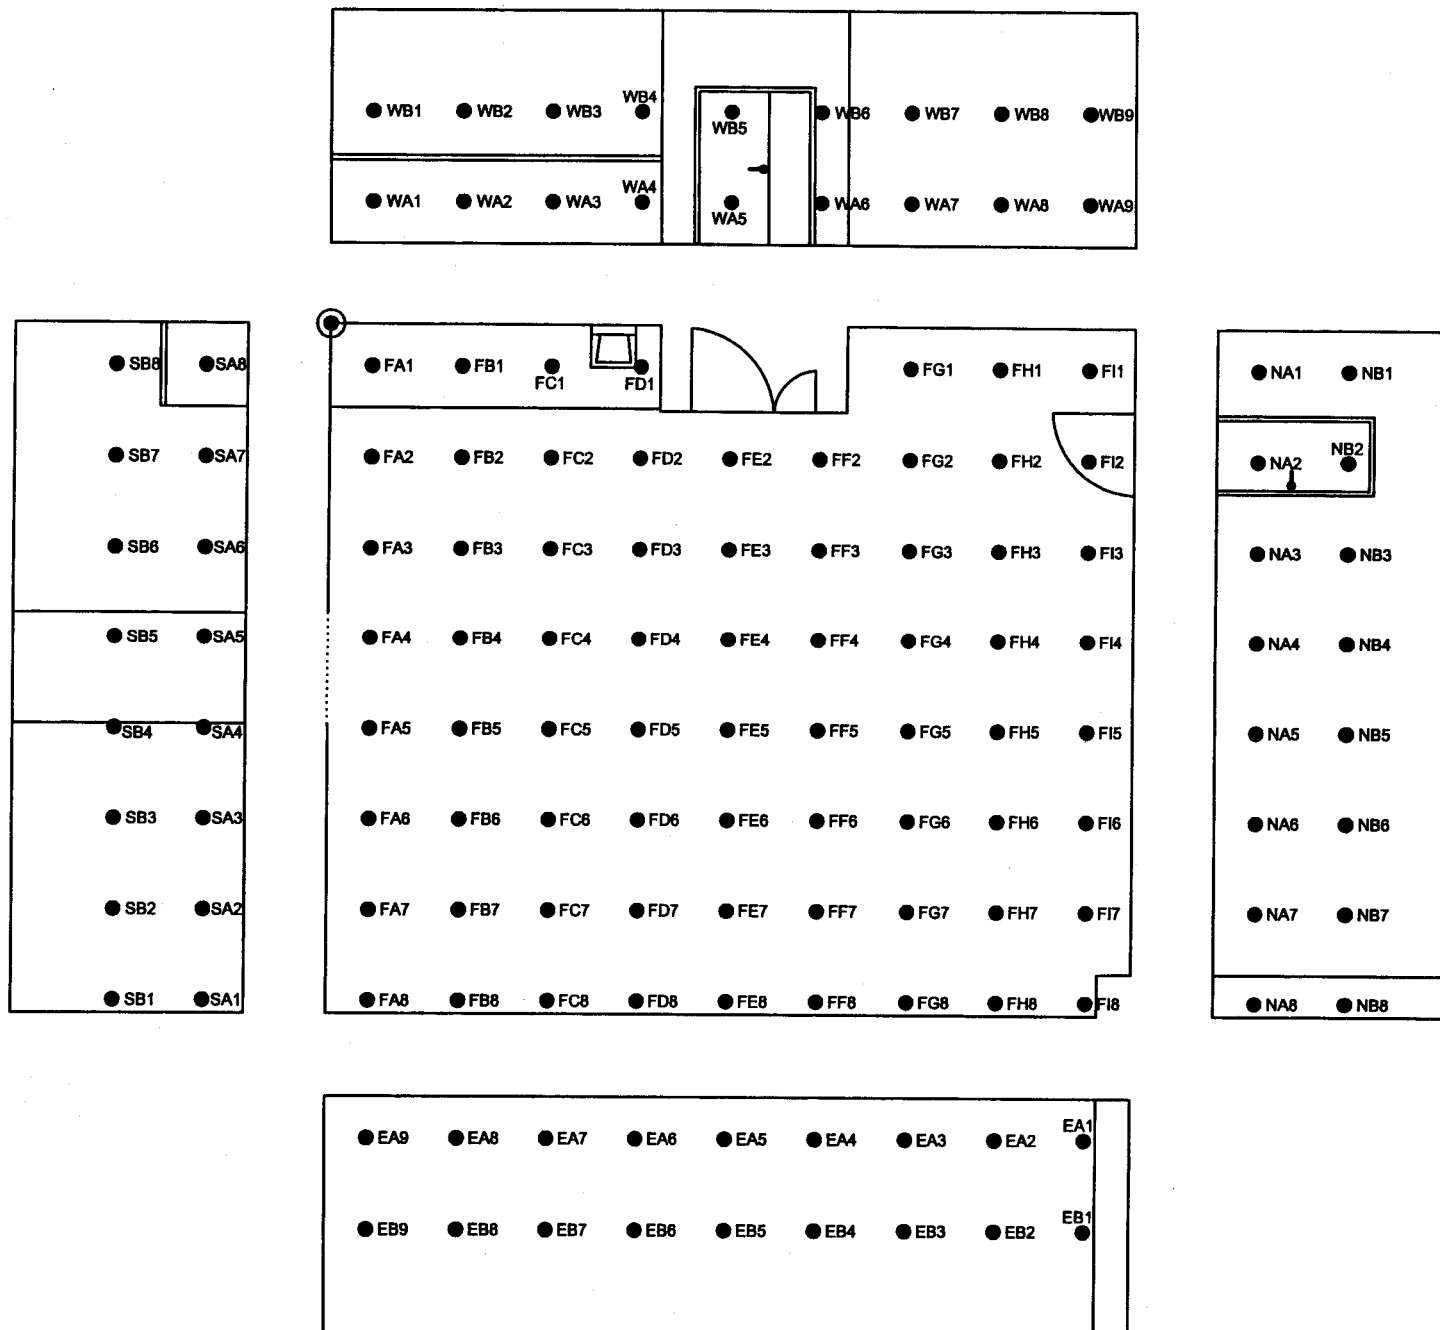 WB1 WB2 WB3 WB4 WB5 WB6 WB7 WB8 WB9
WA1 WA2 WA3 WA4 WA5 WA6 WA7 WA8 WA9
SB8 SA8 FA1 FB1 FC1 FD1 FG1 FH1 FI1 NA1 NB1
SB7 SA7 FA2 FB2 FC2 FD2 FE2 FF2 FG2 FH2 FI2 NA2 NB2
SB6 SA6 FA3 FB3 FC3 FD3 FE3 FF3 FG3 FH3 FI3 NA3 NB3
SB5 SA5 FA4 FB4 FC4 FD4 FE4 FF4 FG4 FH4 FI4 NA4 NB4
SB4 SA4 FA5 FB5 FC5 FD5 FE5 FF5 FG5 FH5 FI5 NA5 NB5
SB3 SA3 FA6 FB6 FC6 FD6 FE6 FF6 FG6 FH6 FI6 NA6 NB6
SB2 SA2 FA7 FB7 FC7 FD7 FE7 FF7 FG7 FH7 FI7 NA7 NB7
SB1 SA1 FA8 FB8 FC8 FD8 FE8 FF8 FG8 FH8 FI8 NA8 NB8
EA9 EA8 EA7 EA6 EA5 EA4 EA3 EA2 EA1
EB9 EB8 EB7 EB6 EB5 EB4 EB3 EB2 EB1